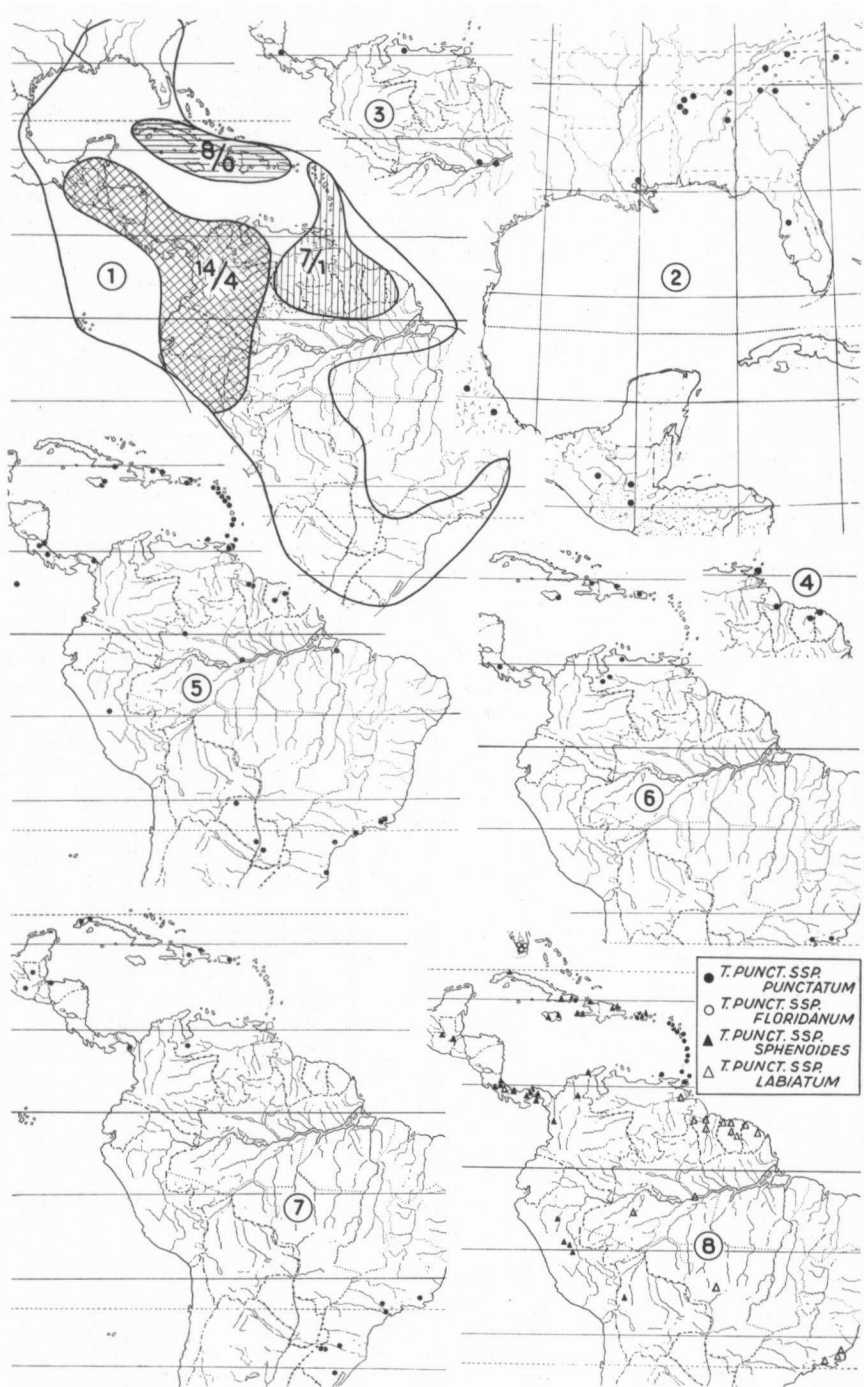 8/6
3
1
14/4
7/1
2
4
5
6
7
8
T. PUNCT. SSP.
PUNCTATUM
T. PUNCT. SSP.
FLORIDANUM
T. PUNCT. SSP.
SPHENOIDES
T. PUNCT. SSP.
LABIATUM